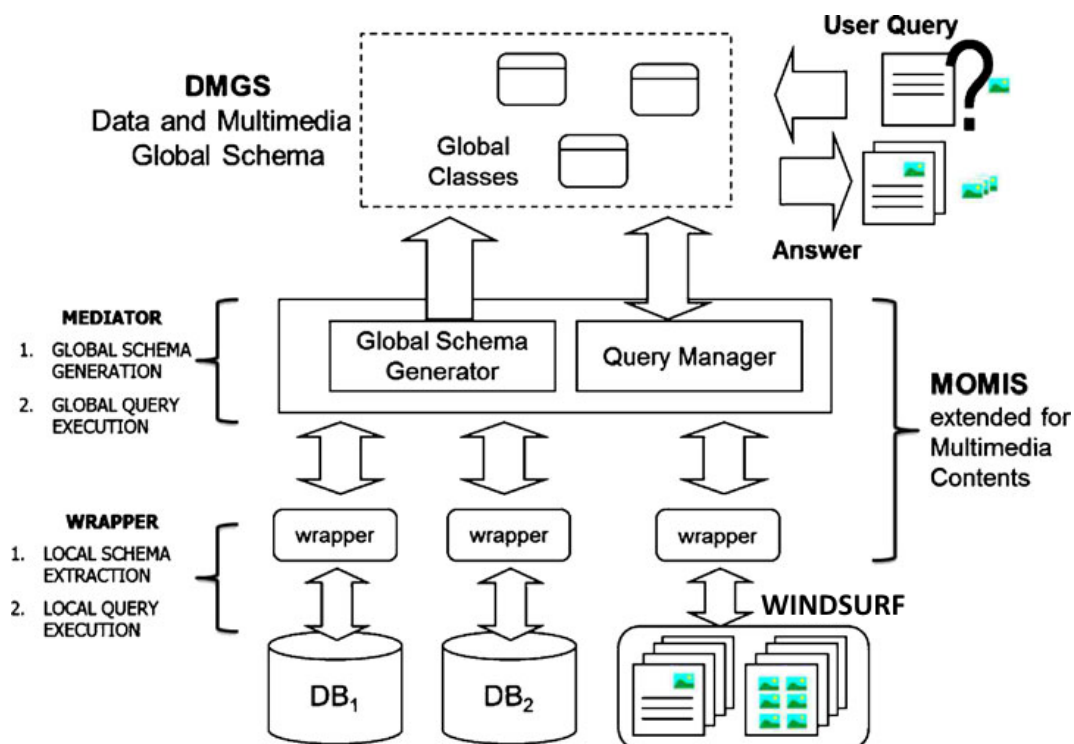 User Query
?
DMGS
Data and Multimedia
Global Schema
Global
Classes
Answer
MEDIATOR
1. GLOBAL SCHEMA
GENERATION
2. GLOBAL QUERY
EXECUTION
Global Schema
Generator
Query Manager
MOMIS
extended for
Multimedia
Contents
WRAPPER
1. LOCAL SCHEMA
EXTRACTION
2. LOCAL QUERY
EXECUTION
wrapper
wrapper
wrapper
WINDSURF
DB₁
DB₂